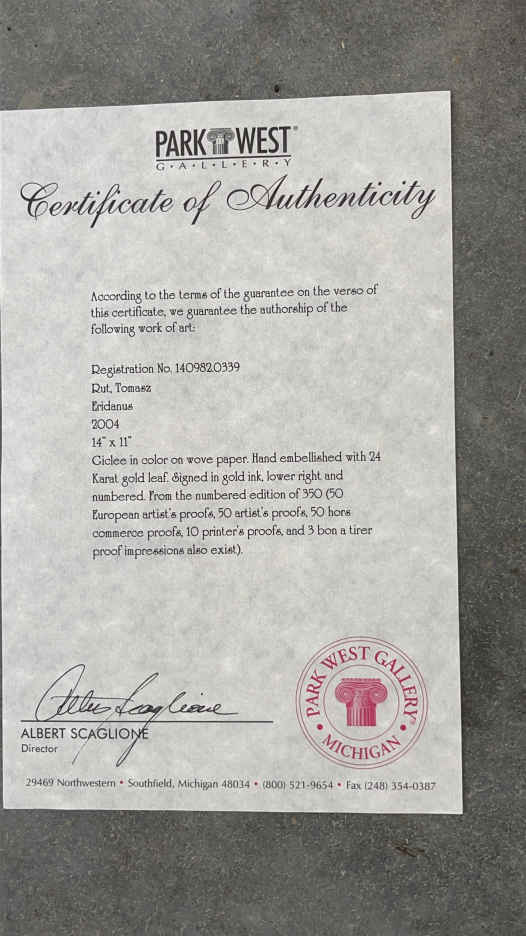 PARK WEST®
G•A•L•L•E•R•Y
Certificate of Authenticity
According to the terms of the guarantee on the verso of
this certificate, we guarantee the authorship of the
following work of art:
Registration No. 140982.0339
Rut, Tomasz
Eridanus
2004
14" x 11"
Giclee in color on wove paper. Hand embellished with 24
Karat gold leaf. Signed in gold ink, lower right and
numbered. From the numbered edition of 350 (50
European artist's proofs, 50 artist's proofs, 50 hors
commerce proofs, 10 printer's proofs, and 3 bon a tirer
proof impressions also exist).
Albert Scaglione
ALBERT SCAGLIONE
Director
PARK WEST GALLERY®
• MICHIGAN •
29469 Northwestern • Southfield, Michigan 48034 • (800) 521-9654 • Fax (248) 354-0387